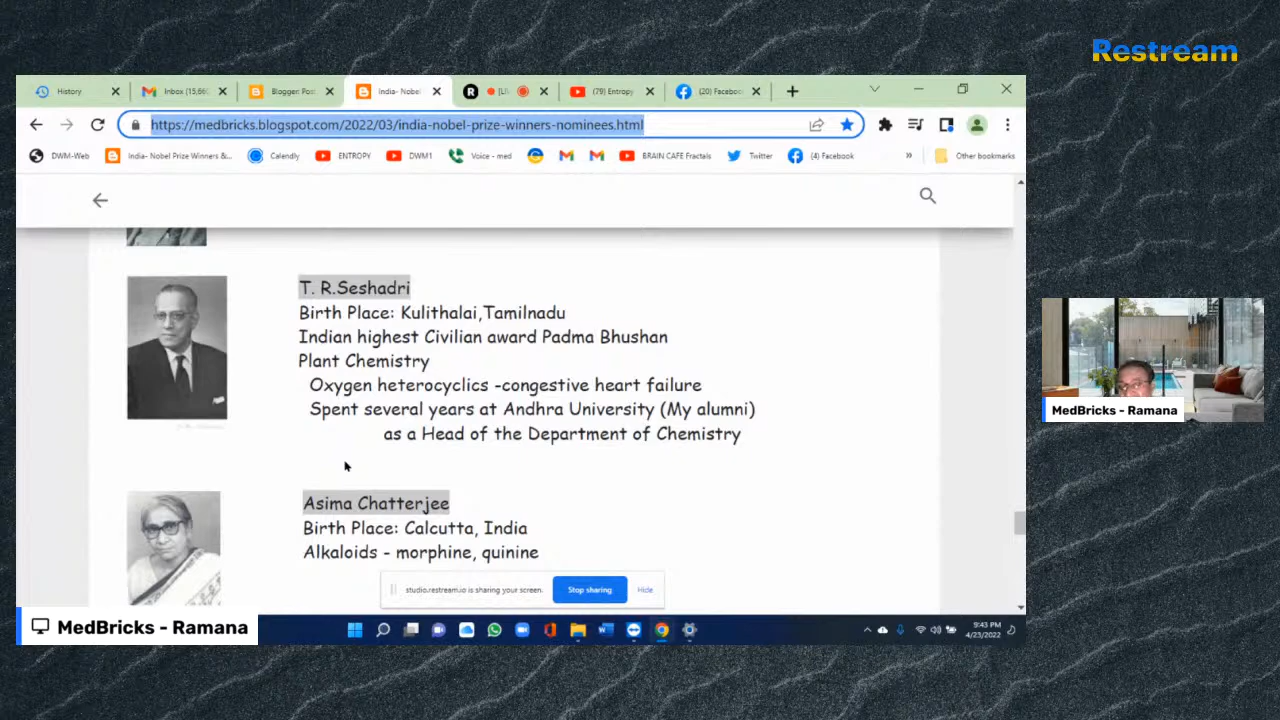 Restream
History
Inbox (15,66
Blogger: Pos
India- Nobel
(79) Entropy
(20) Faceboo
https://medbricks.blogspot.com/2022/03/india-nobel-prize-winners-nominees.html
DWM-Web
India- Nobel Prize Winners &...
Calendly
ENTROPY
DWM1
Voice - med
BRAIN CAFE Fractals
Twitter
(4) Facebook
»
Other bookmarks
T. R.Seshadri
Birth Place: Kulithalai,Tamilnadu
Indian highest Civilian award Padma Bhushan
Plant Chemistry
Oxygen heterocyclics -congestive heart failure
Spent several years at Andhra University (My alumni)
as a Head of the Department of Chemistry
Asima Chatterjee
Birth Place: Calcutta, India
Alkaloids - morphine, quinine
studio.restream.io is sharing your screen.
Stop sharing
Hide
MedBricks - Ramana
9:43 PM
4/23/2022
MedBricks - Ramana